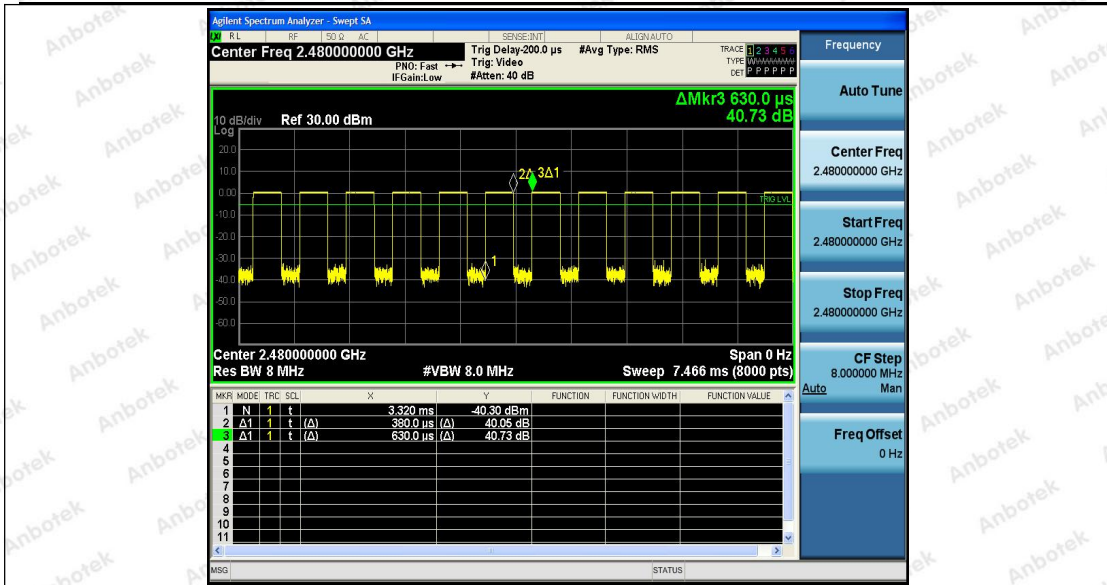 Agilent Spectrum Analyzer - Swept SA
RL RF 50 Ω AC SENSE:INT ALIGNAUTO
Center Freq 2.480000000 GHz
PNO: Fast
IFGain:Low
Trig Delay-200.0 µs
Trig: Video
#Atten: 40 dB
#Avg Type: RMS
TRACE 1 2 3 4 5 6
TYPE
DET P P P P P P
ΔMkr3 630.0 µs
40.73 dB
10 dB/div Ref 30.00 dBm
Log
20.0
10.0
0.00
-10.0
-20.0
-30.0
-40.0
-50.0
-60.0
2Δ 3Δ1
TRIG LVL
1
Center 2.480000000 GHz Span 0 Hz
Res BW 8 MHz #VBW 8.0 MHz Sweep 7.466 ms (8000 pts)
MKR MODE TRC SCL X Y FUNCTION FUNCTION WIDTH FUNCTION VALUE
1 N 1 t 3.320 ms -40.30 dBm
2 Δ1 1 t (Δ) 380.0 µs (Δ) 40.05 dB
3 Δ1 1 t (Δ) 630.0 µs (Δ) 40.73 dB
4
5
6
7
8
9
10
11
MSG STATUS
Frequency
Auto Tune
Center Freq
2.480000000 GHz
Start Freq
2.480000000 GHz
Stop Freq
2.480000000 GHz
CF Step
8.000000 MHz
Auto Man
Freq Offset
0 Hz
Anbotek